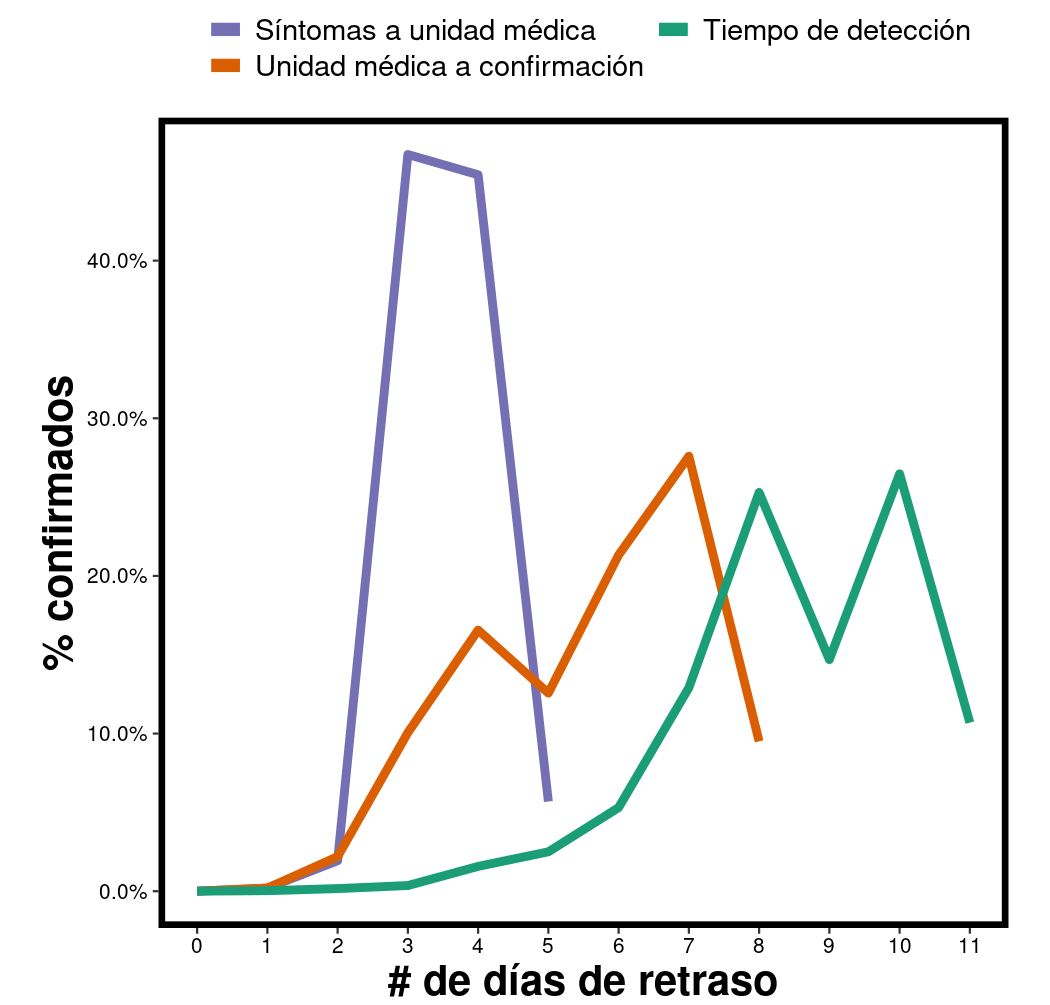 Síntomas a unidad médica
Tiempo de detección
Unidad médica a confirmación
% confirmados
40.0%
30.0%
20.0%
10.0%
0.0%
0 1 2 3 4 5 6 7 8 9 10 11
# de días de retraso